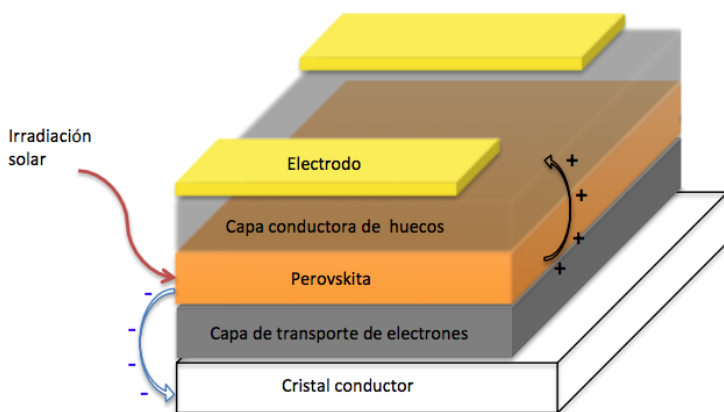 Irradiación
solar
Electrodo
Capa conductora de huecos
Perovskita
Capa de transporte de electrones
Cristal conductor
+
+
+
+
-
-
-
-